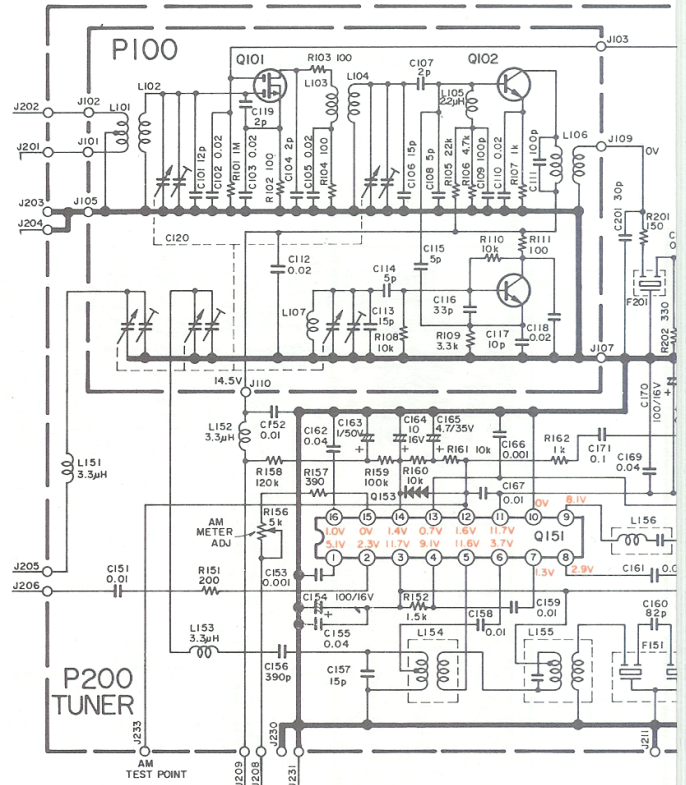 J103
P100
Q101
Q102
C107
2p
R103 100
L102
L103
L104
L105
22µH
J202
J102
L101
C119
2p
L106
J109
0V
J201
J101
C101 12p
C102 0.02
R101 1M
C103 0.02
R102 100
C104 2p
C105 0.02
R104 100
C106 15p
C108 5p
R105 22k
R106 4.7k
C109 100p
C110 0.02
R107 1k
C111 100p
C201 30p
R201
150
J203
J204
J105
C120
C112
0.02
C115
5p
R110
10k
R111
100
C114
5p
F201
L107
C113
15p
R108
10k
C116
33p
R109
3.3k
C117
10p
C118
0.02
R202 330
J107
14.5V
J110
C170
100/16V
L152
3.3µH
C152
0.01
C162
0.04
C163
1/50V
C164
10
16V
C165
4.7/35V
C166
0.001
R162
1k
C171
0.1
C169
0.04
L151
3.3µH
R158
120k
R157
390
R159
100k
R160
10k
R161 10k
Q153
C167
0.01
AM
METER
ADJ
R156
5k
0V
8.1V
16 15 14 13 12 11 10 9
1.0V 0V 1.4V 0.7V 1.6V 11.7V
Q151
5.1V 2.3V 11.7V 9.1V 11.6V 3.7V
1 2 3 4 5 6 7 8
1.3V
2.9V
L156
J205
J206
C151
0.01
R151
200
C153
0.001
C161
C154
100/16V
R152
1.5k
C159
0.01
C158
0.01
C155
0.04
L153
3.3µH
L154
L155
C160
82p
F151
C156
390p
C157
15p
P200
TUNER
J233
J230
J211
AM
TEST POINT
J209
J208
J231